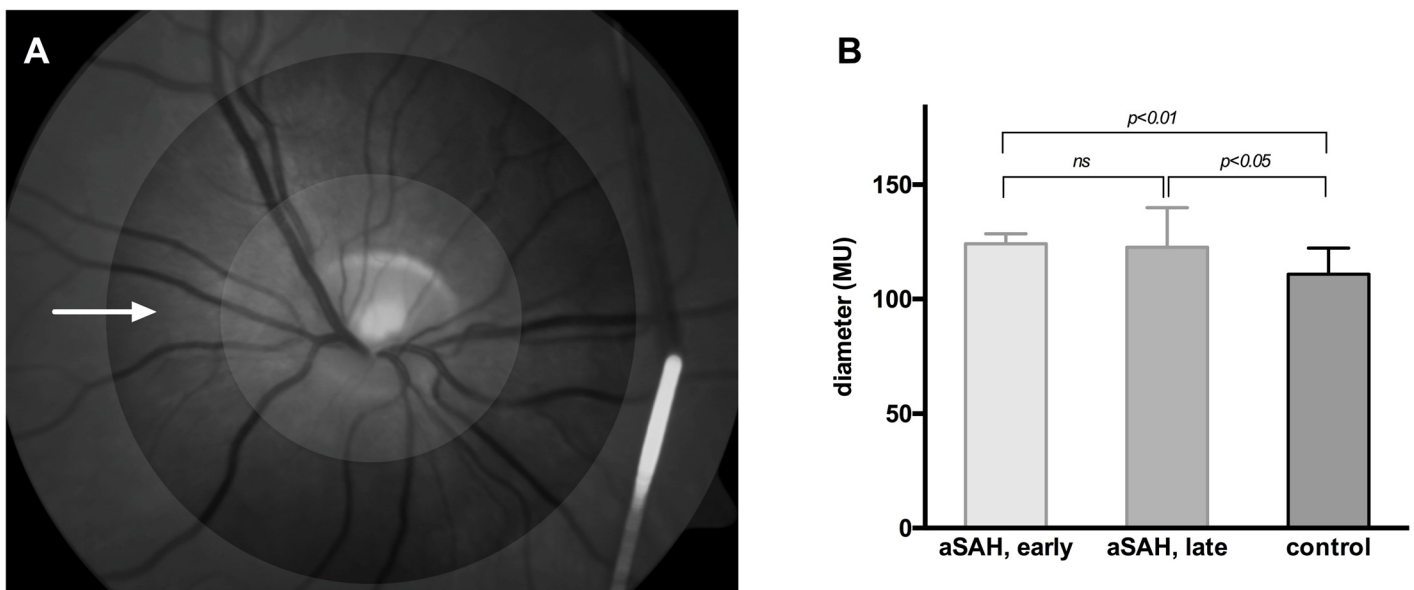 A
B
p<0.01
ns
p<0.05
150
100
50
0
diameter (MU)
aSAH, early
aSAH, late
control